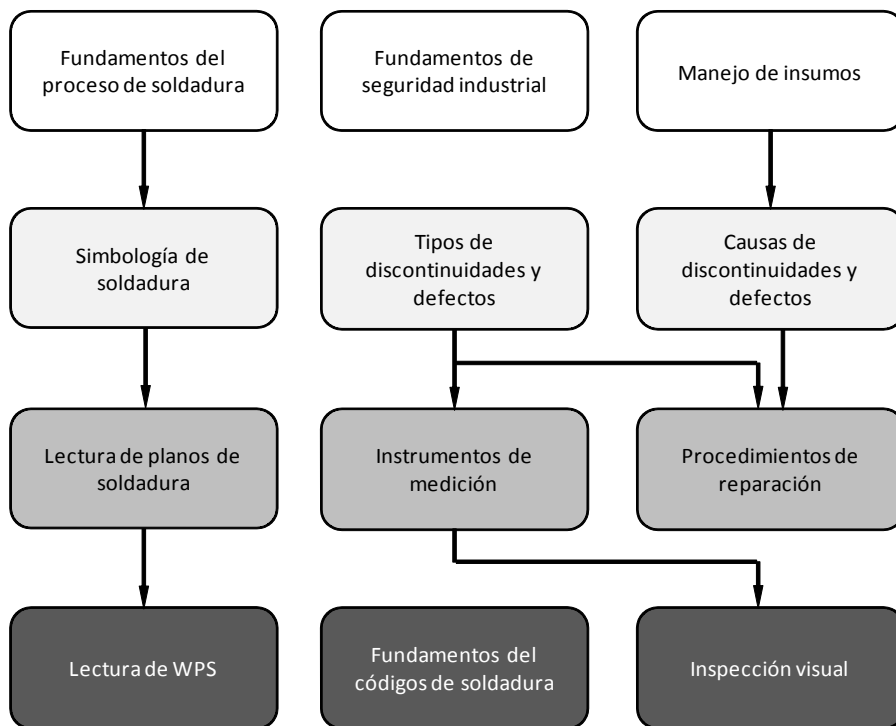 Fundamentos del
proceso de soldadura
Fundamentos de
seguridad industrial
Manejo de insumos
Simbología de
soldadura
Tipos de
discontinuidades y
defectos
Causas de
discontinuidades y
defectos
Lectura de planos de
soldadura
Instrumentos de
medición
Procedimientos de
reparación
Lectura de WPS
Fundamentos del
códigos de soldadura
Inspección visual